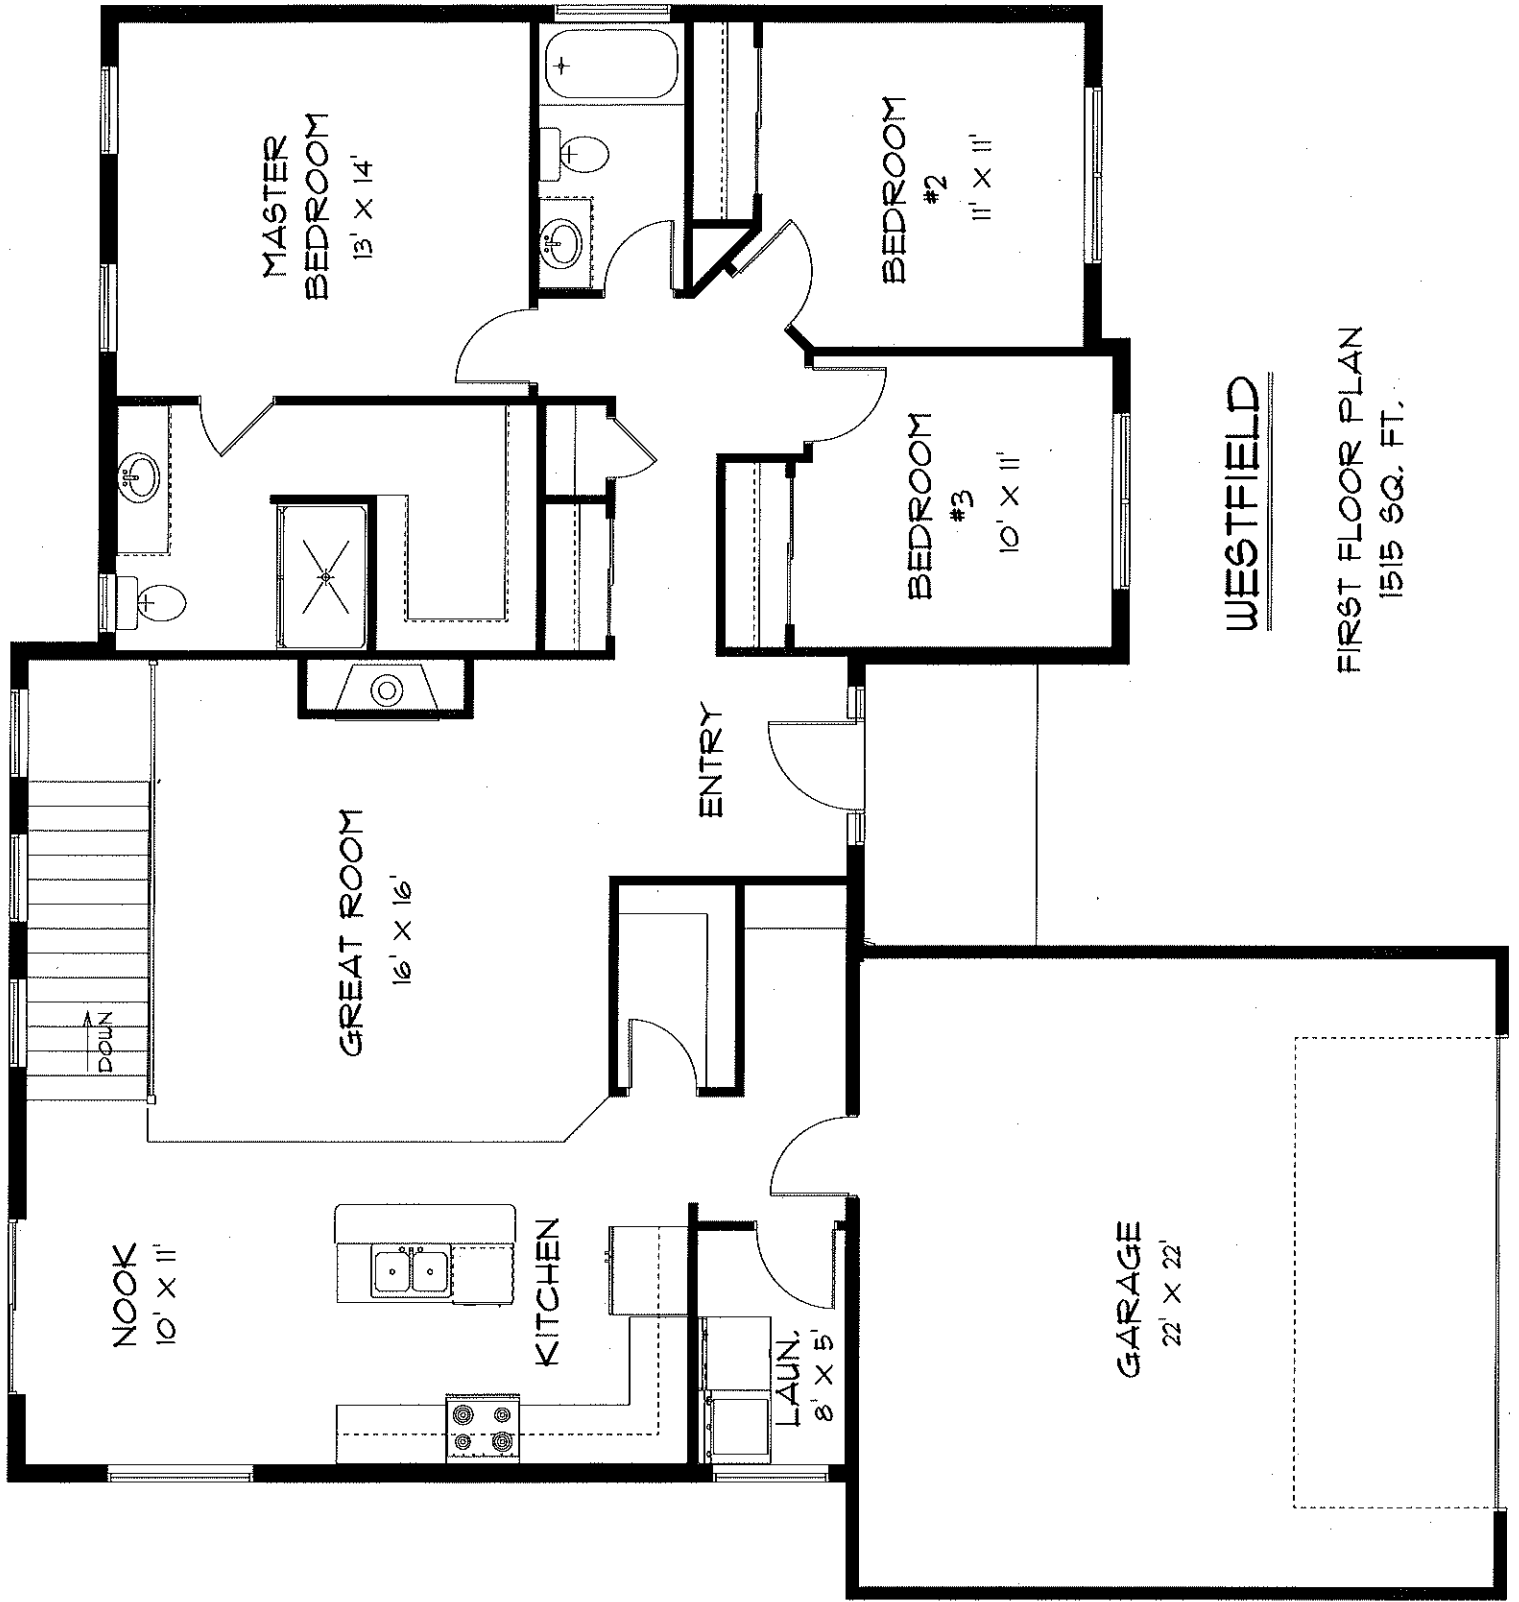 MASTER
BEDROOM
13' X 14'
BEDROOM
#2
11' X 11'
BEDROOM
#3
10' X 11'
ENTRY
GREAT ROOM
16' X 16'
DOWN
NOOK
10' X 11'
KITCHEN
LAUN.
8' X 5'
GARAGE
22' X 22'
WESTFIELD
FIRST FLOOR PLAN
1515 SQ. FT.